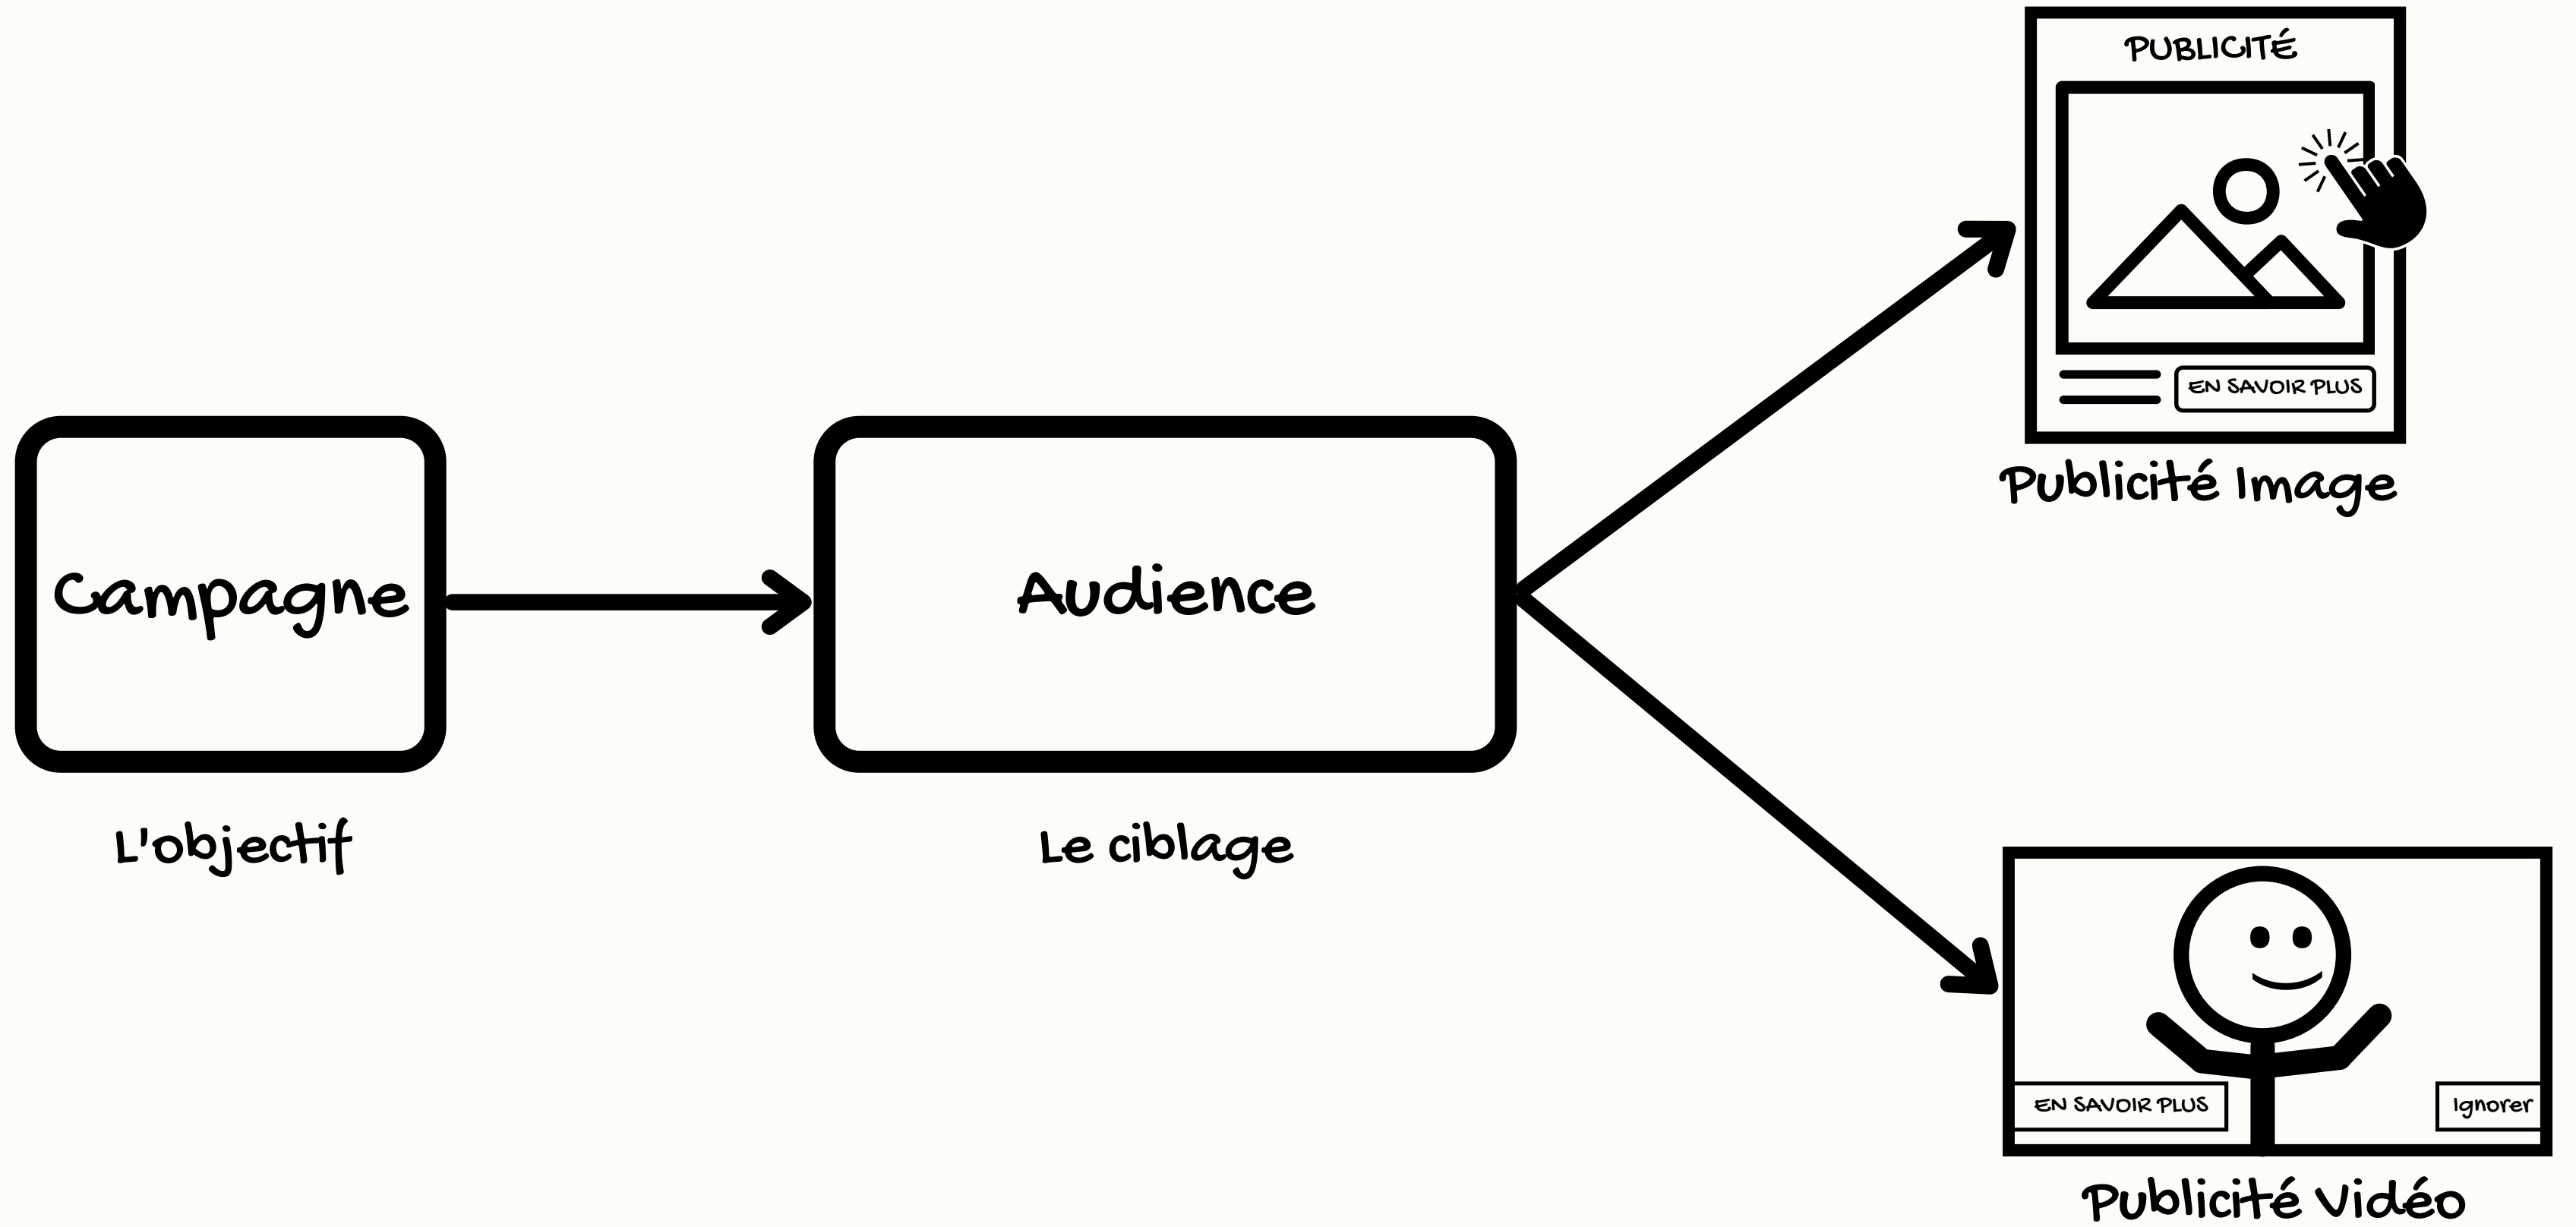 Campagne
L'objectif
Audience
Le ciblage
PUBLICITÉ
EN SAVOIR PLUS
Publicité Image
EN SAVOIR PLUS
Ignorer
Publicité Vidéo